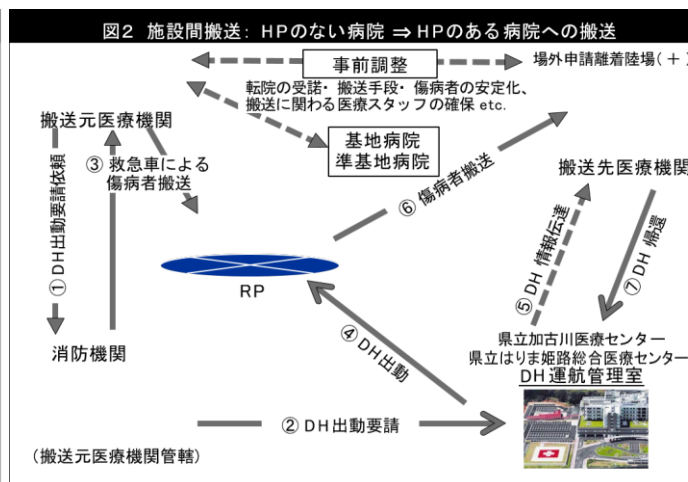 図2 施設間搬送: HPのない病院 ⇒ HPのある病院への搬送
事前調整
場外申請離着陸場(+)
転院の受諾・搬送手段・傷病者の安定化、
搬送に関わる医療スタッフの確保 etc.
搬送元医療機関
基地病院
準基地病院
③ 救急車による
傷病者搬送
搬送先医療機関
① DH出動要請依頼
⑥ 傷病者搬送
RP
⑤ DH 情報伝達
⑦ DH 帰還
④ DH出動
消防機関
県立加古川医療センター
県立はりま姫路総合医療センター
DH運航管理室
② DH出動要請
(搬送元医療機関管轄)